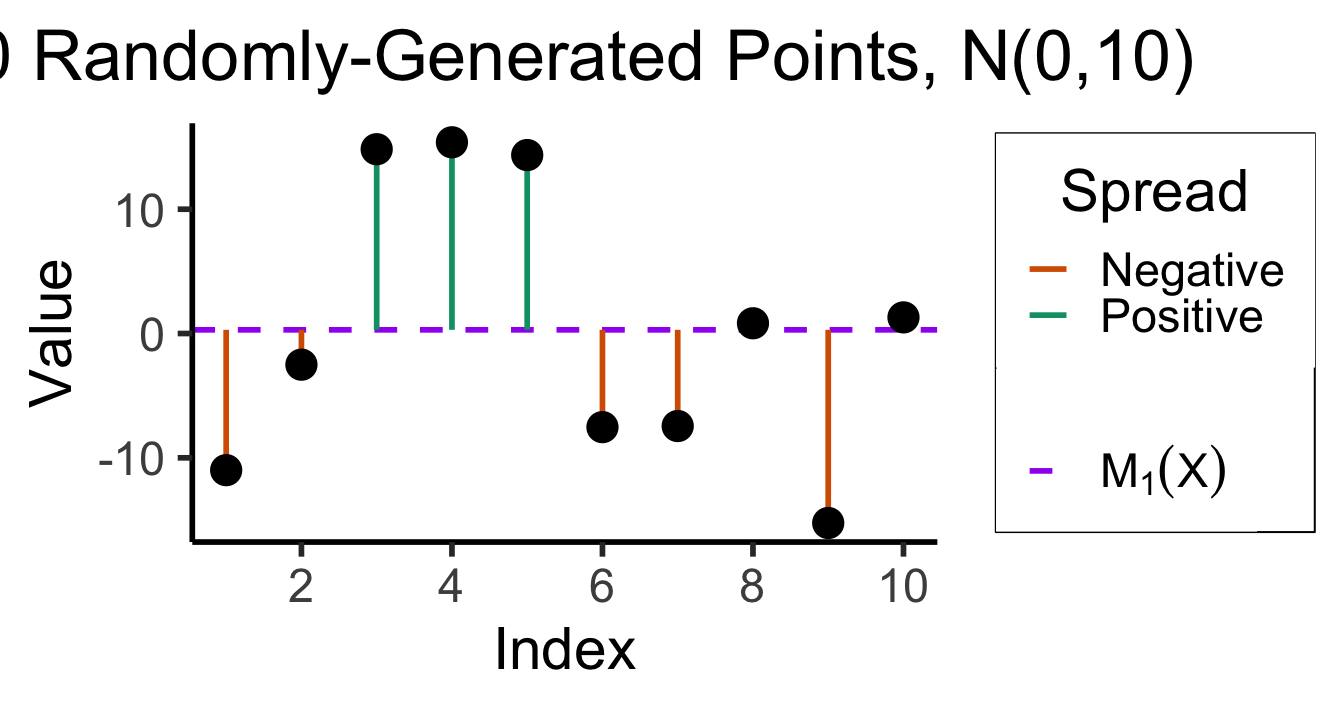 0 Randomly-Generated Points, N(0,10)
Value
10
0
-10
2 4 6 8 10
Index
Spread
Negative
Positive
M₁(X)